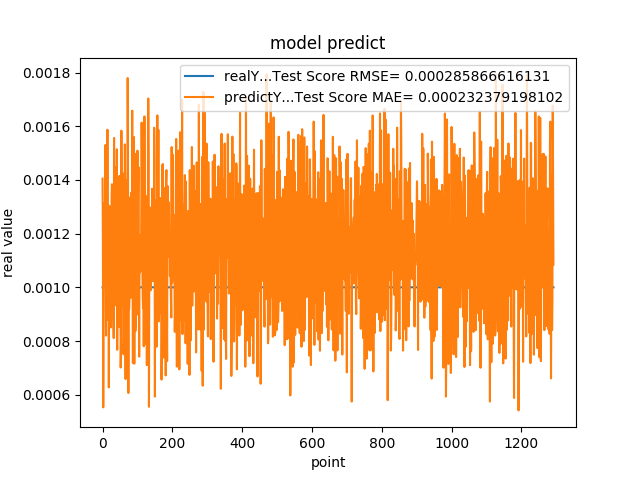 model predict
realY...Test Score RMSE= 0.000285866616131
predictY...Test Score MAE= 0.000232379198102
0.0018
0.0016
0.0014
0.0012
0.0010
0.0008
0.0006
real value
0 200 400 600 800 1000 1200
point